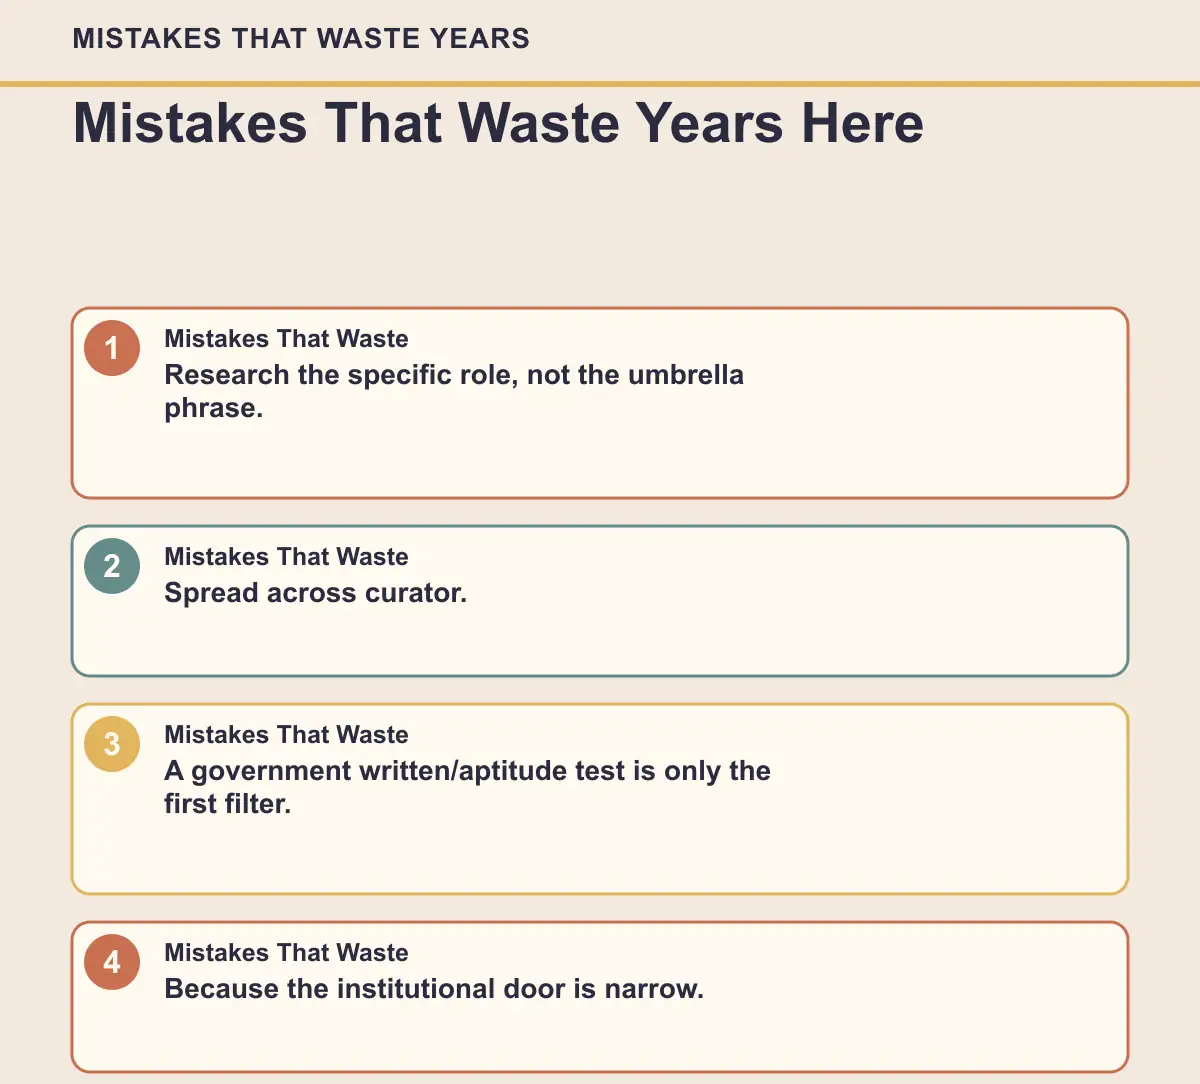 MISTAKES THAT WASTE YEARS
Mistakes That Waste Years Here
1
Mistakes That Waste
Research the specific role, not the umbrella
phrase.
2
Mistakes That Waste
Spread across curator.
3
Mistakes That Waste
A government written/aptitude test is only the
first filter.
4
Mistakes That Waste
Because the institutional door is narrow.